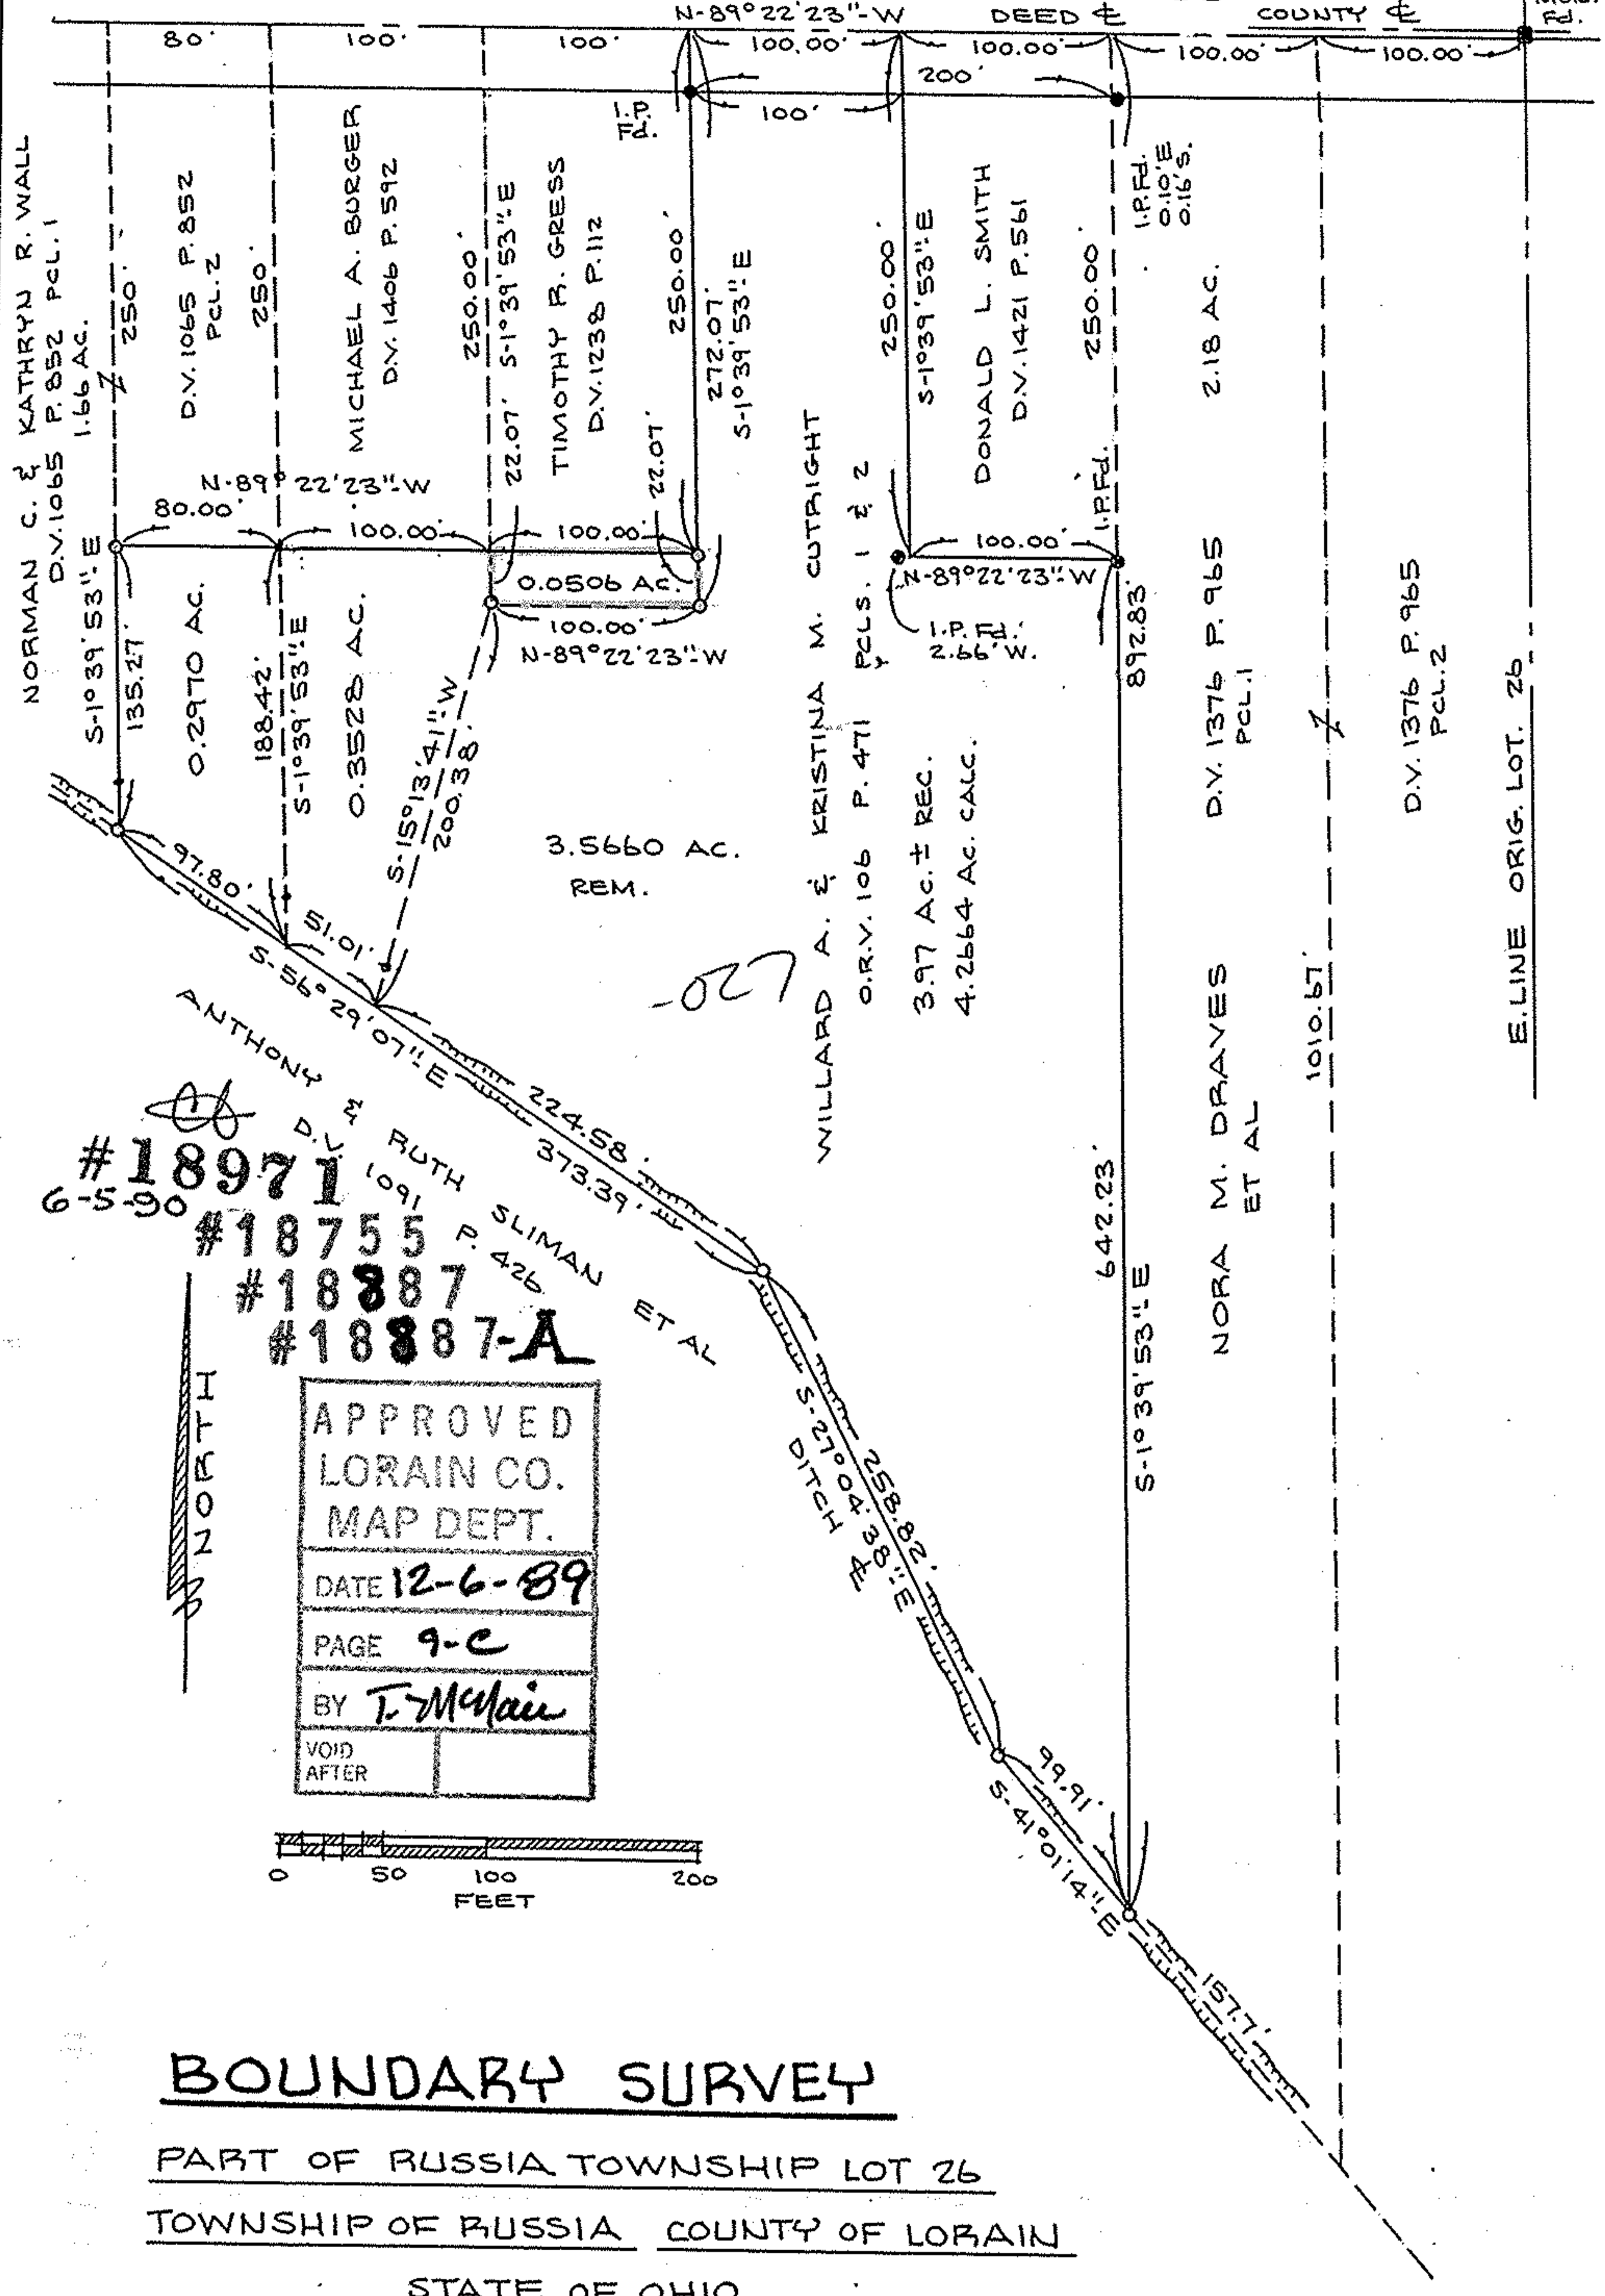 N-89°22'23"-W
DEED ℄
COUNTY ℄
Fd.
80'
100'
100'
100.00'
100.00'
100.00'
100.00'
200'
100'
I.P.
Fd.
I.P.Fd.
0.10'E
0.16'S.
NORMAN C. & KATHRYN R. WALL
D.V.1065 P.852 PCL.1
1.66 AC.
250'
D.V.1065 P.852
PCL.2
250'
MICHAEL A. BURGER
D.V.1406 P.592
250.00'
S-1°39'53"-E
22.07'
TIMOTHY R. GRESS
D.V.1238 P.112
250.00'
22.07'
272.07'
S-1°39'53"-E
250.00'
S-1°39'53"-E
DONALD L. SMITH
D.V.1421 P.561
250.00'
I.P.Fd.
2.18 AC.
N-89°22'23"-W
80.00'
100.00'
100.00'
0.0506 AC.
100.00'
N-89°22'23"-W
100.00'
N-89°22'23"-W
I.P.Fd.
2.66'W.
S-1°39'53"-E
135.27'
0.2970 AC.
188.42'
S-1°39'53"-E
0.3528 AC.
S-15°13'41"-W
200.38'
3.5660 AC.
REM.
-027
WILLARD A. & KRISTINA M. CUTRIGHT
O.R.V.106 P.471 PCLS. 1 & 2
3.97 AC.± REC.
4.2664 AC. CALC.
892.83'
642.23'
S-1°39'53"-E
D.V.1376 P.965
PCL.1
NORA M. DRAVES
ET AL
1010.67'
D.V.1376 P.965
PCL.2
E.LINE ORIG. LOT. 26
97.80'
51.01'
S-56°29'07"-E
224.58'
373.39'
ANTHONY & RUTH SLIMAN ET AL
D.V. 1091 P. 426
S-27°04'38"-E
258.82'
DITCH ℄
99.91'
S-41°01'14"-E
157.7'
#18971
6-5-90
#18755
#18887
#18887-A
NORTH
APPROVED
LORAIN CO.
MAP DEPT.
DATE 12-6-89
PAGE 9-C
BY T. McNair
VOID
AFTER
0 50 100 200
FEET
BOUNDARY SURVEY
PART OF RUSSIA TOWNSHIP LOT 26
TOWNSHIP OF RUSSIA COUNTY OF LORAIN
STATE OF OHIO